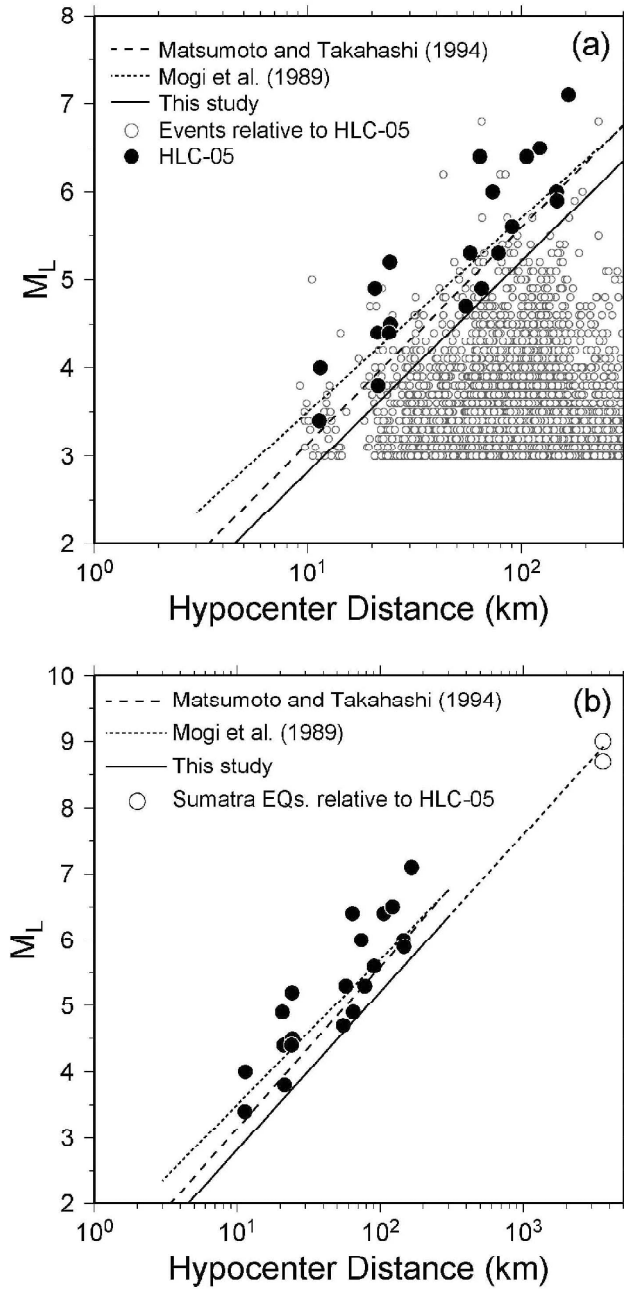 8
7
6
5
4
3
2
M_L
(a)
Matsumoto and Takahashi (1994)
Mogi et al. (1989)
This study
Events relative to HLC-05
HLC-05
10^0 10^1 10^2
Hypocenter Distance (km)
10
9
8
7
6
5
4
3
2
M_L
(b)
Matsumoto and Takahashi (1994)
Mogi et al. (1989)
This study
Sumatra EQs. relative to HLC-05
10^0 10^1 10^2 10^3
Hypocenter Distance (km)